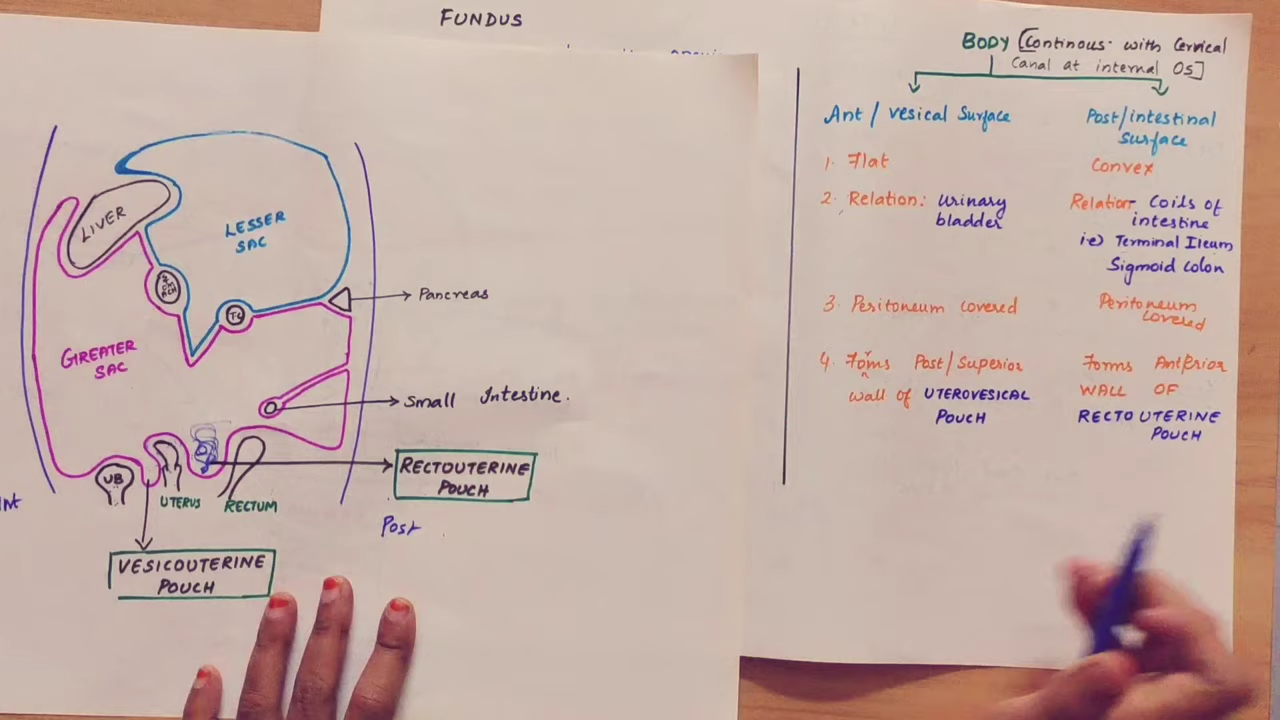 FUNDUS
LIVER
LESSER
SAC
TC
Pancreas
GREATER
SAC
Small Intestine.
UB
UTERUS
RECTUM
RECTOUTERINE
POUCH
Post
VESICOUTERINE
POUCH
BODY [Continous with Cervical
Canal at internal OS]
Ant / vesical Surface
1. Flat
2. Relation: Urinary
bladder
3. Peritoneum covered
4. Forms Post/Superior
wall of UTEROVESICAL
POUCH
Post/intestinal
surface
Convex
Relation- Coils of
intestine
ie) Terminal Ileum
Sigmoid colon
Peritoneum
covered
Forms Anterior
WALL OF
RECTOUTERINE
POUCH